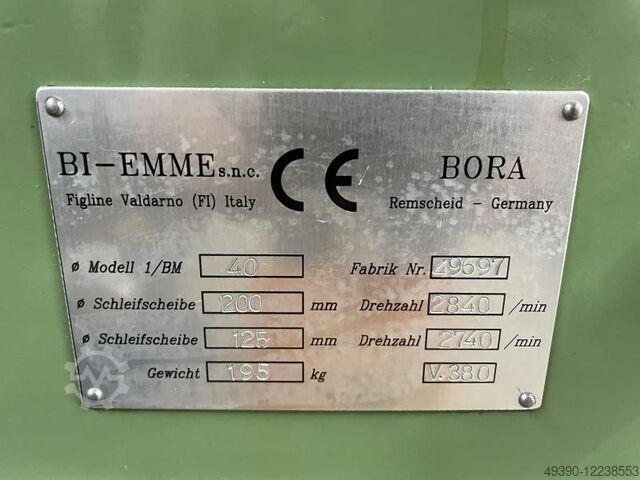 BI-EMME s.n.c. CE BORA
Figline Valdarno (FI) Italy Remscheid - Germany
ø Modell 1/BM 40 Fabrik Nr. 49697
ø Schleifscheibe 200 mm Drehzahl 2840 /min
ø Schleifscheibe 125 mm Drehzahl 2740 /min
Gewicht 195 kg V.380
49390-12238553